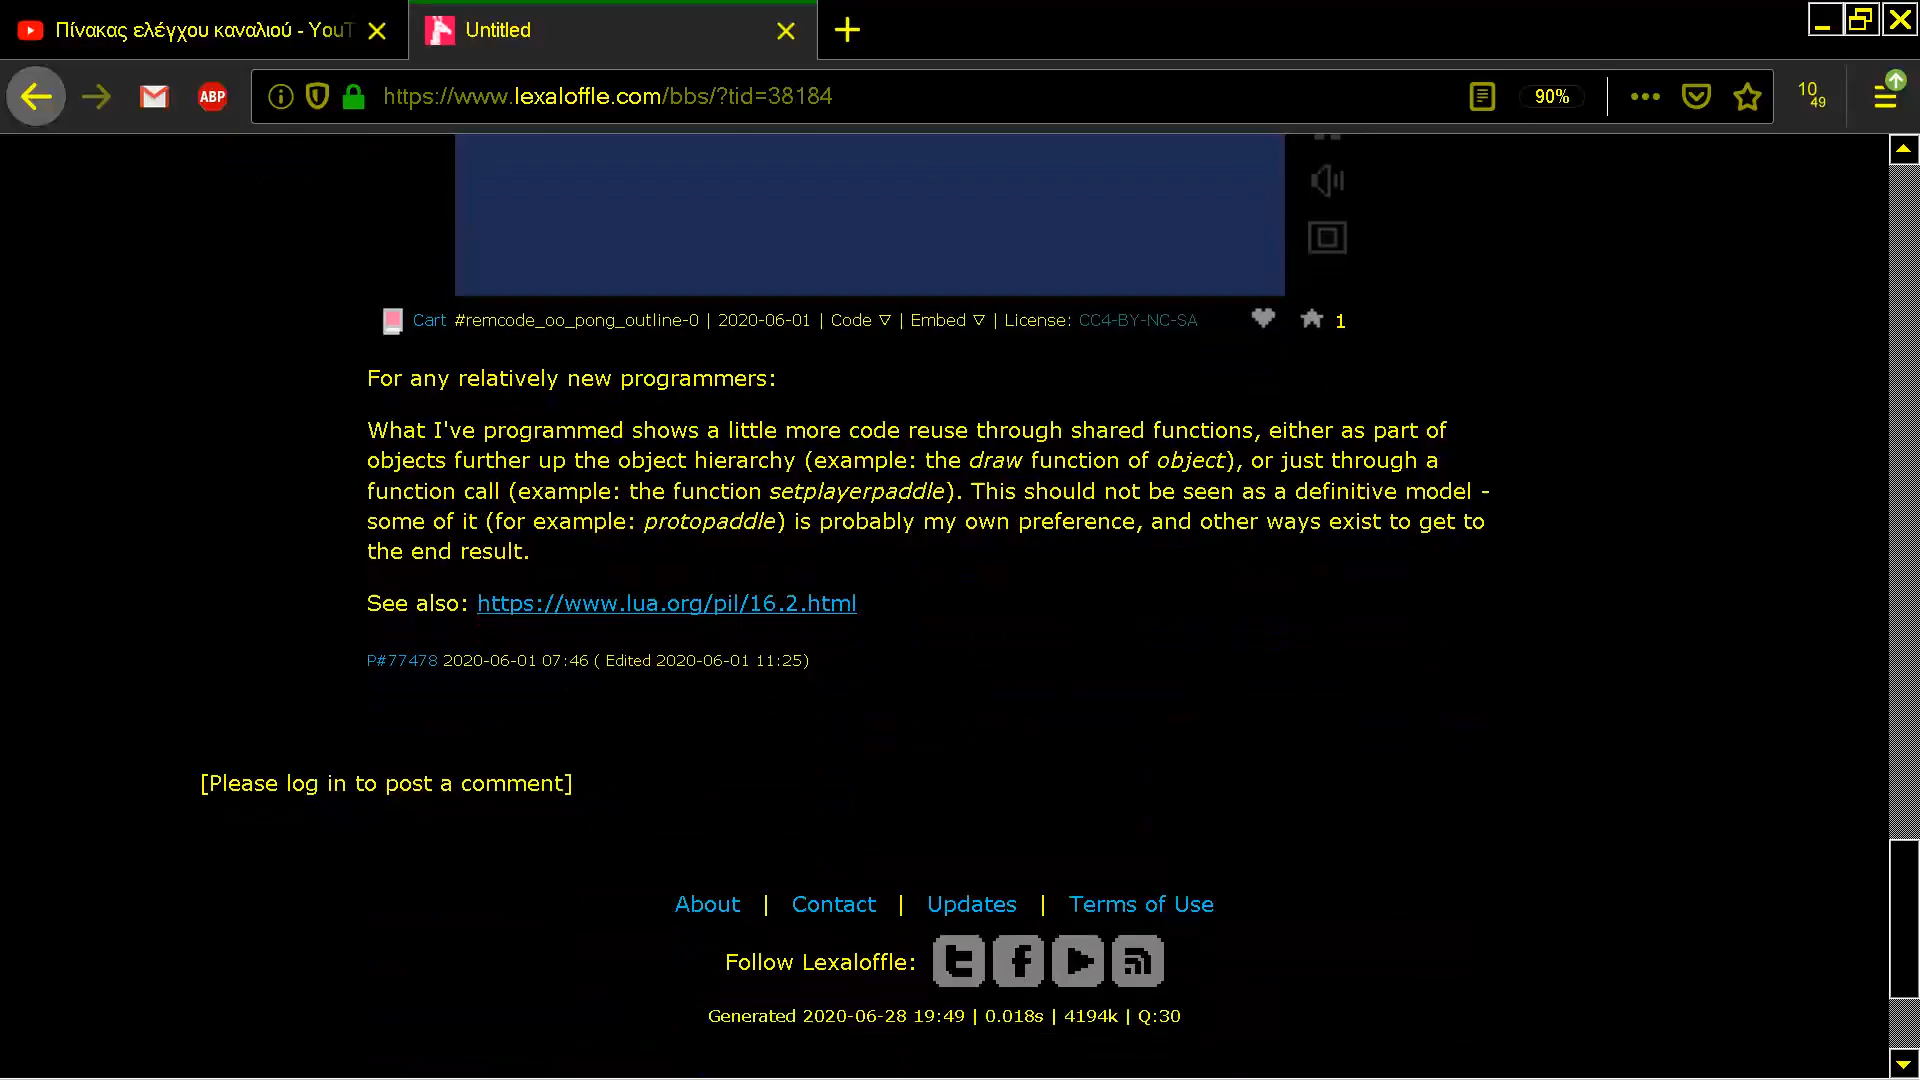 Πίνακας ελέγχου καναλιού - YouT
Untitled
ABP
https://www.lexaloffle.com/bbs/?tid=38184
90%
10
49
Cart #remcode_oo_pong_outline-0 | 2020-06-01 | Code ▽ | Embed ▽ | License: CC4-BY-NC-SA
1
For any relatively new programmers:
What I've programmed shows a little more code reuse through shared functions, either as part of
objects further up the object hierarchy (example: the draw function of object), or just through a
function call (example: the function setplayerpaddle). This should not be seen as a definitive model -
some of it (for example: protopaddle) is probably my own preference, and other ways exist to get to
the end result.
See also: https://www.lua.org/pil/16.2.html
P#77478 2020-06-01 07:46 ( Edited 2020-06-01 11:25)
[Please log in to post a comment]
About | Contact | Updates | Terms of Use
Follow Lexaloffle:
Generated 2020-06-28 19:49 | 0.018s | 4194k | Q:30